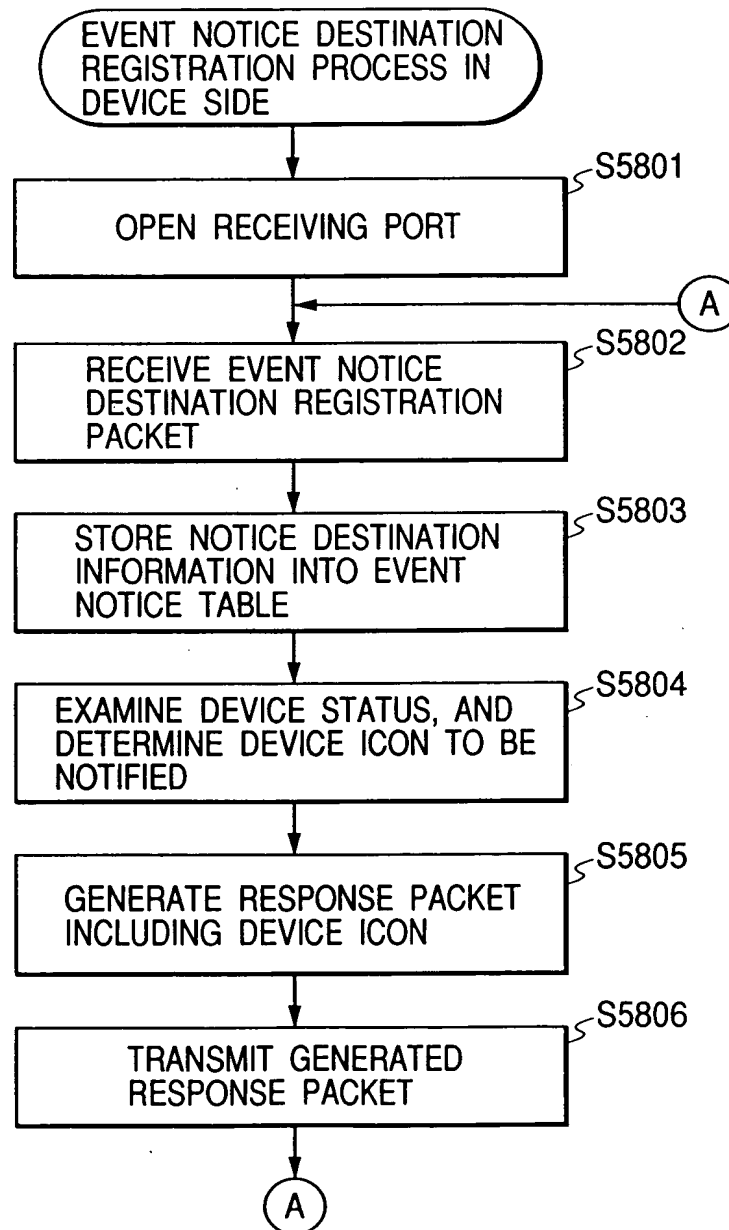 EVENT NOTICE DESTINATION
REGISTRATION PROCESS IN
DEVICE SIDE
S5801
OPEN RECEIVING PORT
A
S5802
RECEIVE EVENT NOTICE
DESTINATION REGISTRATION
PACKET
S5803
STORE NOTICE DESTINATION
INFORMATION INTO EVENT
NOTICE TABLE
S5804
EXAMINE DEVICE STATUS, AND
DETERMINE DEVICE ICON TO BE
NOTIFIED
S5805
GENERATE RESPONSE PACKET
INCLUDING DEVICE ICON
S5806
TRANSMIT GENERATED
RESPONSE PACKET
A